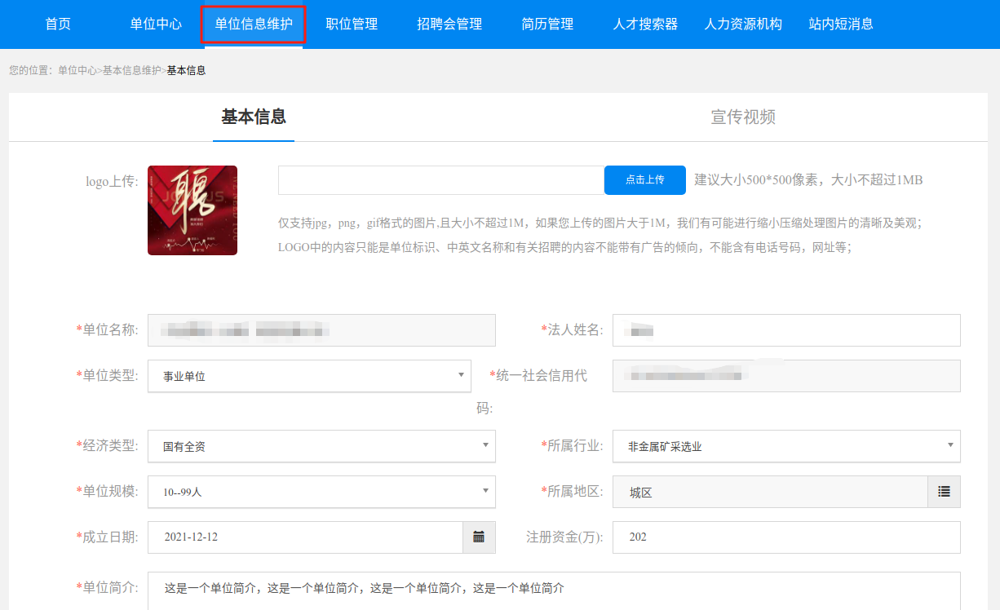 首页 单位中心 单位信息维护 职位管理 招聘会管理 简历管理 人才搜索器 人力资源机构 站内短消息
您的位置：单位中心>基本信息维护>基本信息
基本信息 宣传视频
logo上传: 聘 点击上传 建议大小500*500像素，大小不超过1MB
仅支持jpg，png，gif格式的图片,且大小不超过1M，如果您上传的图片大于1M，我们有可能进行缩小压缩处理图片的清晰及美观；
LOGO中的内容只能是单位标识、中英文名称和有关招聘的内容不能带有广告的倾向，不能含有电话号码，网址等；
*单位名称: *法人姓名:
*单位类型: 事业单位 *统一社会信用代
码:
*经济类型: 国有全资 *所属行业: 非金属矿采选业
*单位规模: 10--99人 *所属地区: 城区
*成立日期: 2021-12-12 注册资金(万): 202
*单位简介: 这是一个单位简介，这是一个单位简介，这是一个单位简介，这是一个单位简介